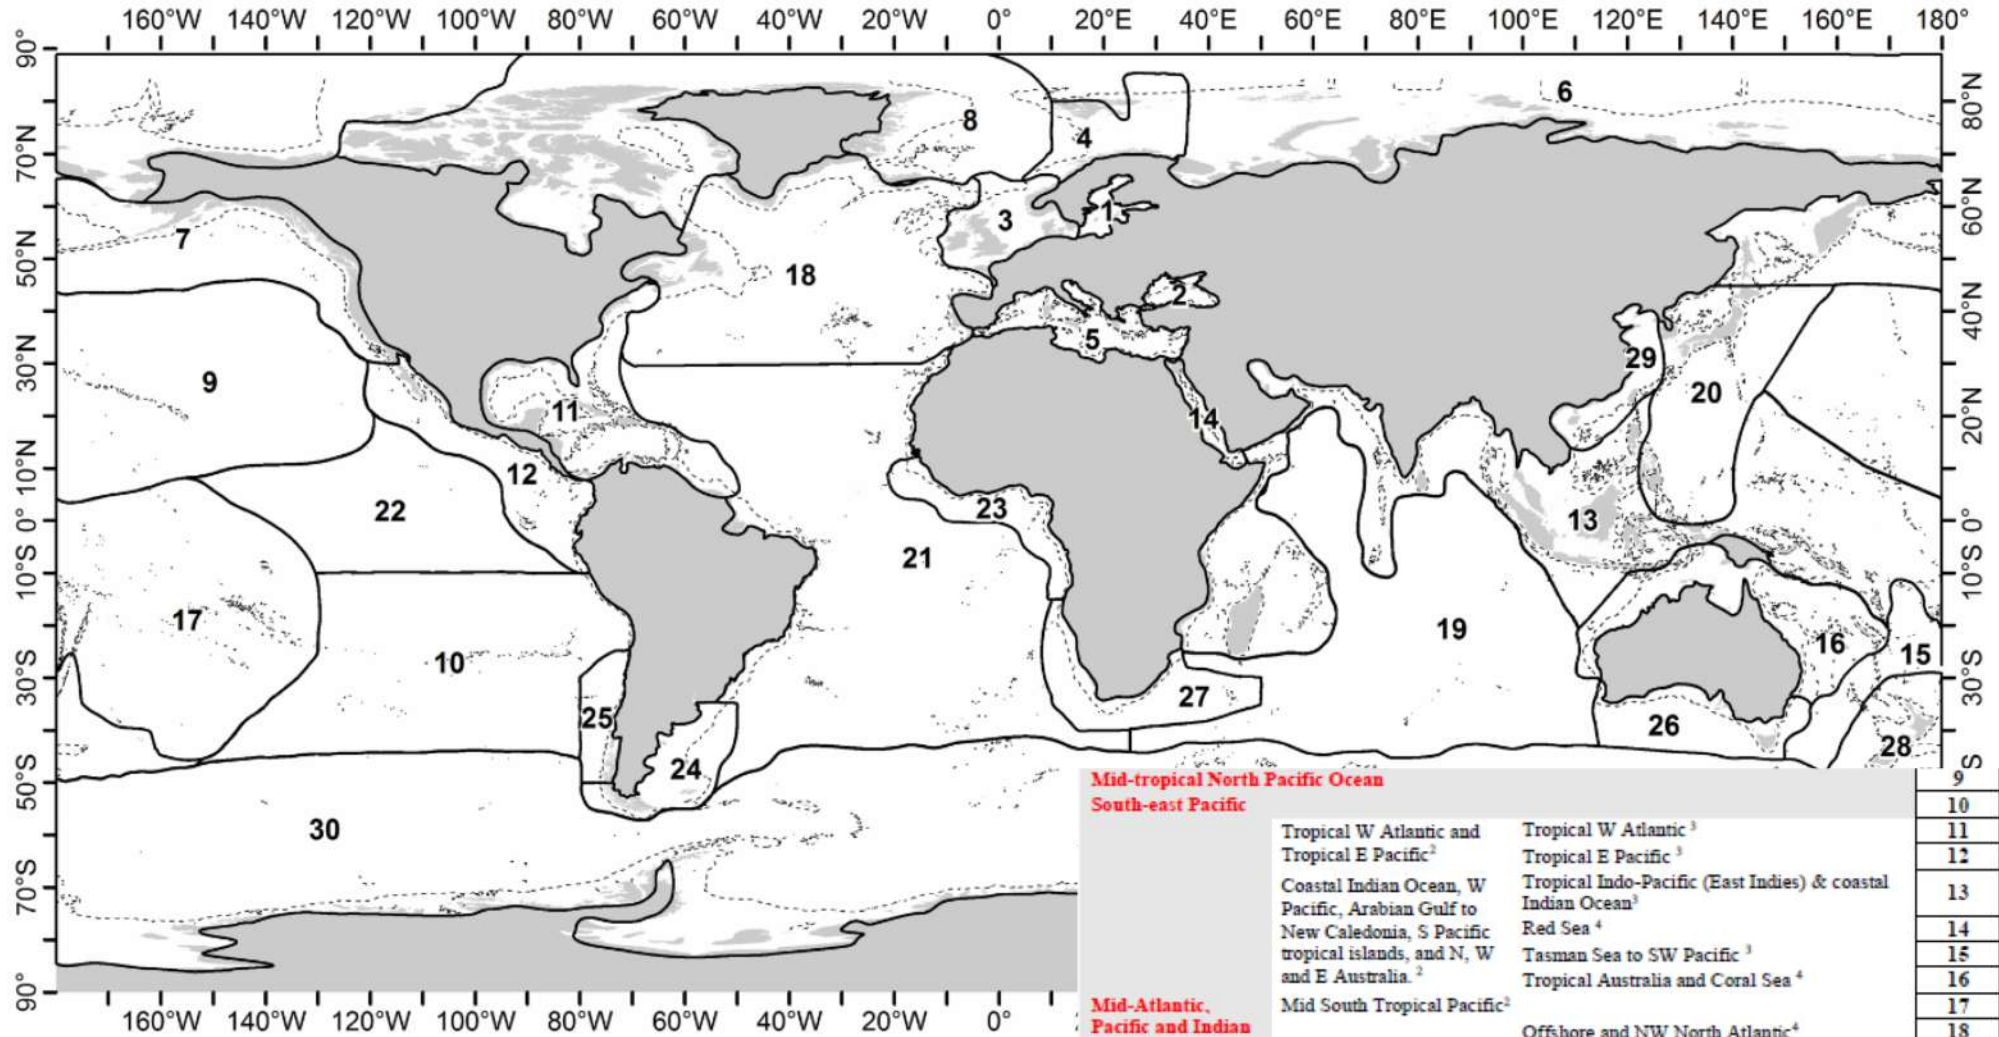 160°W 140°W 120°W 100°W 80°W 60°W 40°W 20°W 0° 20°E 40°E 60°E 80°E 100°E 120°E 140°E 160°E 180°
90°
80°N
70°N
60°N
50°N
40°N
30°N
20°N
10°N
0°
10°S
30°S
50°S
70°S
90°
6
8
4
1
3
7
18
2
5
29
9
20
11
14
12
22
23
13
21
17
19
16
10
15
27
25
26
24
28
30
S
Mid-tropical North Pacific Ocean 9
South-east Pacific 10
Tropical W Atlantic and Tropical W Atlantic 3 11
Tropical E Pacific2 Tropical E Pacific 3 12
Coastal Indian Ocean, W Tropical Indo-Pacific (East Indies) & coastal 13
Pacific, Arabian Gulf to Indian Ocean3
New Caledonia, S Pacific Red Sea 4 14
tropical islands, and N, W Tasman Sea to SW Pacific 3 15
and E Australia. 2 Tropical Australia and Coral Sea 4 16
Mid-Atlantic, Mid South Tropical Pacific2 17
Pacific and Indian Offshore and NW North Atlantic4 18
160°W 140°W 120°W 100°W 80°W 60°W 40°W 20°W 0°